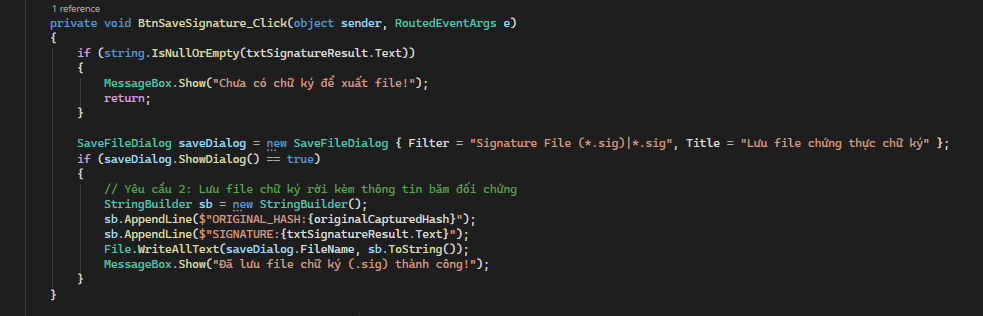 1 reference
private void BtnSaveSignature_Click(object sender, RoutedEventArgs e)
{
    if (string.IsNullOrEmpty(txtSignatureResult.Text))
    {
        MessageBox.Show("Chưa có chữ ký để xuất file!");
        return;
    }

    SaveFileDialog saveDialog = new SaveFileDialog { Filter = "Signature File (*.sig)|*.sig", Title = "Lưu file chứng thực chữ ký" };
    if (saveDialog.ShowDialog() == true)
    {
        // Yêu cầu 2: Lưu file chữ ký rời kèm thông tin băm đối chứng
        StringBuilder sb = new StringBuilder();
        sb.AppendLine($"ORIGINAL_HASH:{originalCapturedHash}");
        sb.AppendLine($"SIGNATURE:{txtSignatureResult.Text}");
        File.WriteAllText(saveDialog.FileName, sb.ToString());
        MessageBox.Show("Đã lưu file chữ ký (.sig) thành công!");
    }
}